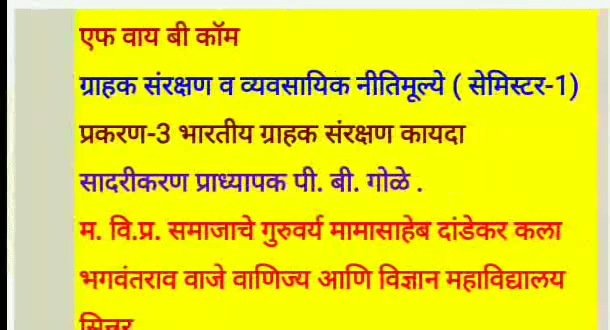 एफ वाय बी कॉम
ग्राहक संरक्षण व व्यवसायिक नीतिमूल्ये ( सेमिस्टर-1)
प्रकरण-3 भारतीय ग्राहक संरक्षण कायदा
सादरीकरण प्राध्यापक पी. बी. गोळे .
म. वि.प्र. समाजाचे गुरुवर्य मामासाहेब दांडेकर कला
भगवंतराव वाजे वाणिज्य आणि विज्ञान महाविद्यालय